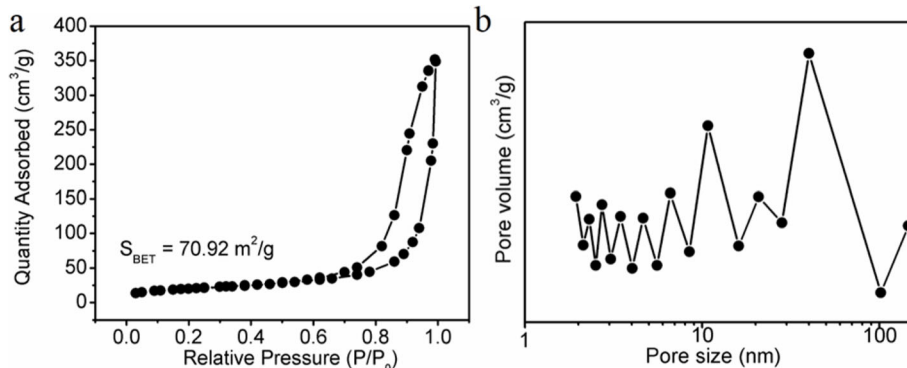 a
400
350
300
250
200
150
100
50
0
Quantity Adsorbed (cm³/g)
S_BET = 70.92 m²/g
0.0 0.2 0.4 0.6 0.8 1.0
Relative Pressure (P/P₀)
b
Pore volume (cm³/g)
1 10 100
Pore size (nm)